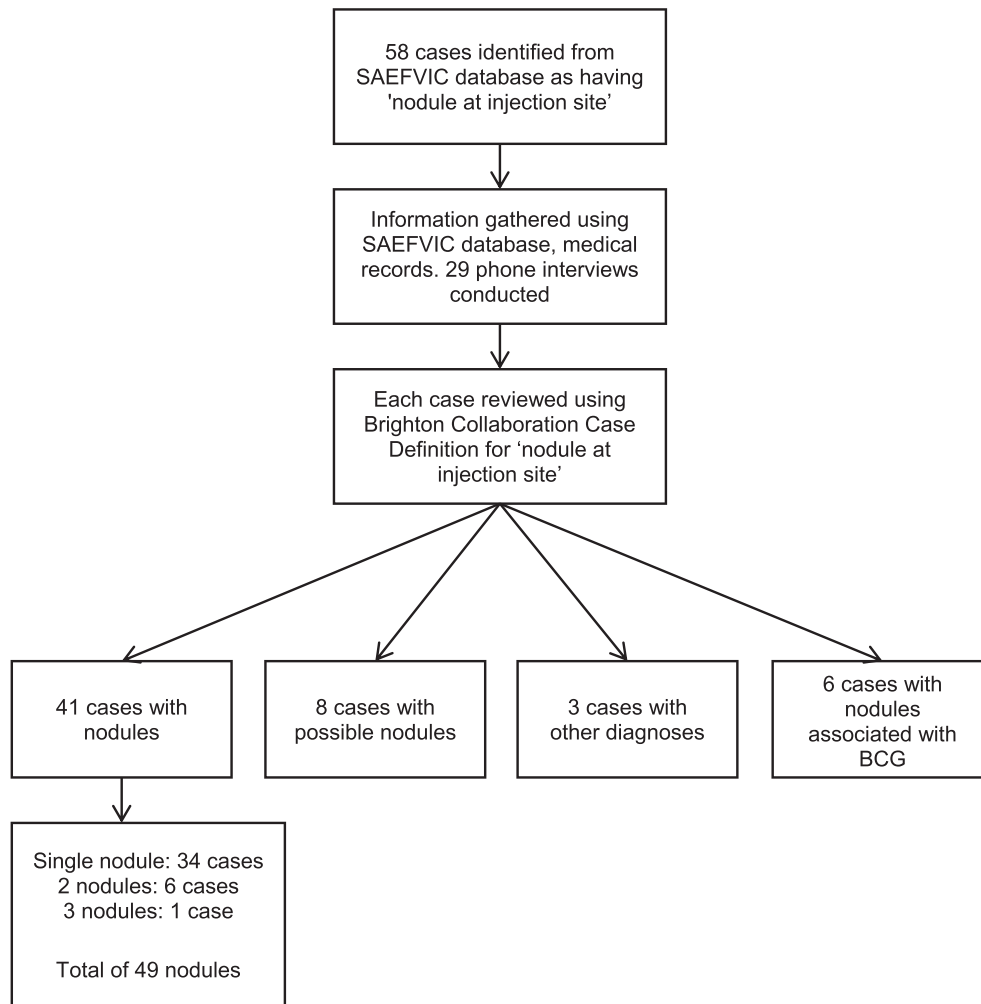 58 cases identified from
SAEFVIC database as having
'nodule at injection site’
Information gathered using
SAEFVIC database, medical
records. 29 phone interviews
conducted
Each case reviewed using
Brighton Collaboration Case
Definition for ‘nodule at
injection site’
41 cases with
nodules
8 cases with
possible nodules
3 cases with
other diagnoses
6 cases with
nodules
associated with
BCG
Single nodule: 34 cases
2 nodules: 6 cases
3 nodules: 1 case
Total of 49 nodules